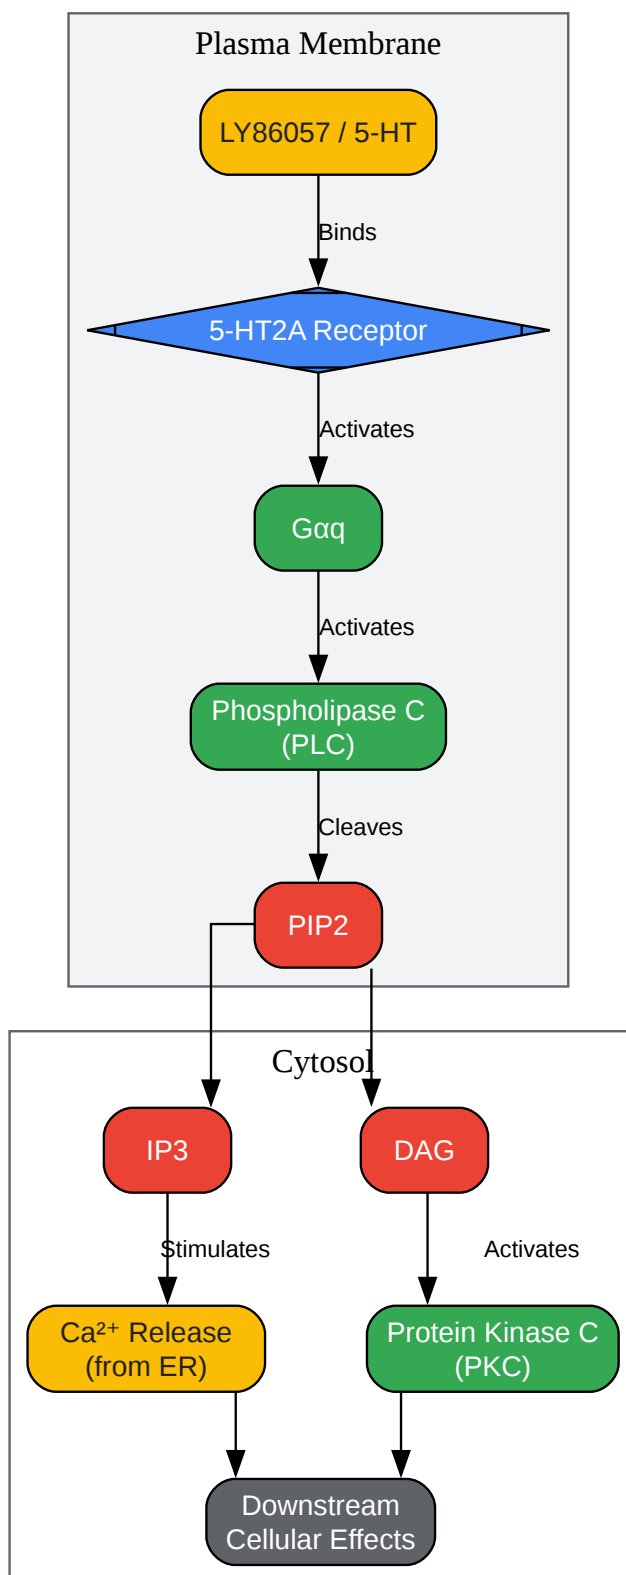 Plasma Membrane
LY86057 / 5-HT
Binds
5-HT2A Receptor
Activates
Gαq
Activates
Phospholipase C
(PLC)
Cleaves
PIP2
Cytosol
IP3
DAG
Stimulates
Activates
Ca²⁺ Release
(from ER)
Protein Kinase C
(PKC)
Downstream
Cellular Effects